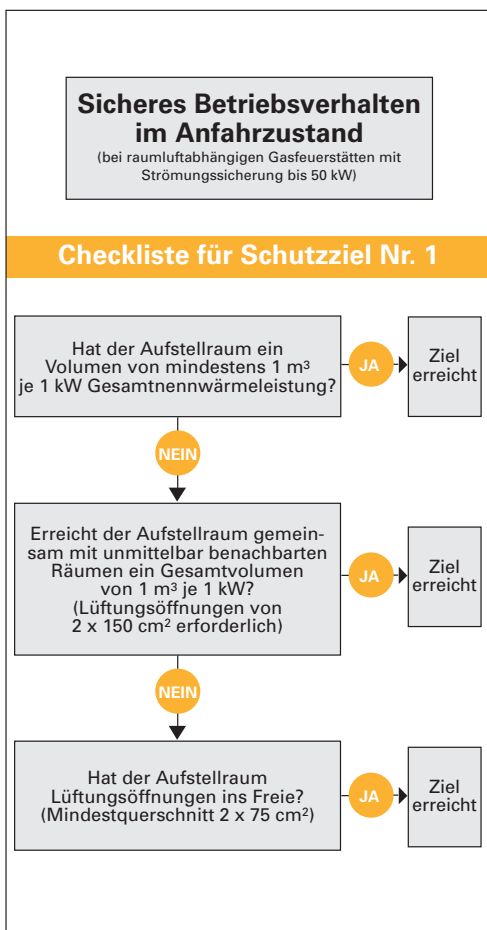 Sicheres Betriebsverhalten
im Anfahrzustand
(bei raumluftabhängigen Gasfeuerstätten mit
Strömungssicherung bis 50 kW)
Checkliste für Schutzziel Nr. 1
Hat der Aufstellraum ein
Volumen von mindestens 1 m³
je 1 kW Gesamtnennwärmeleistung?
JA
Ziel
erreicht
NEIN
Erreicht der Aufstellraum gemein-
sam mit unmittelbar benachbarten
Räumen ein Gesamtvolumen
von 1 m³ je 1 kW?
(Lüftungsöffnungen von
2 x 150 cm² erforderlich)
JA
Ziel
erreicht
NEIN
Hat der Aufstellraum
Lüftungsöffnungen ins Freie?
(Mindestquerschnitt 2 x 75 cm²)
JA
Ziel
erreicht